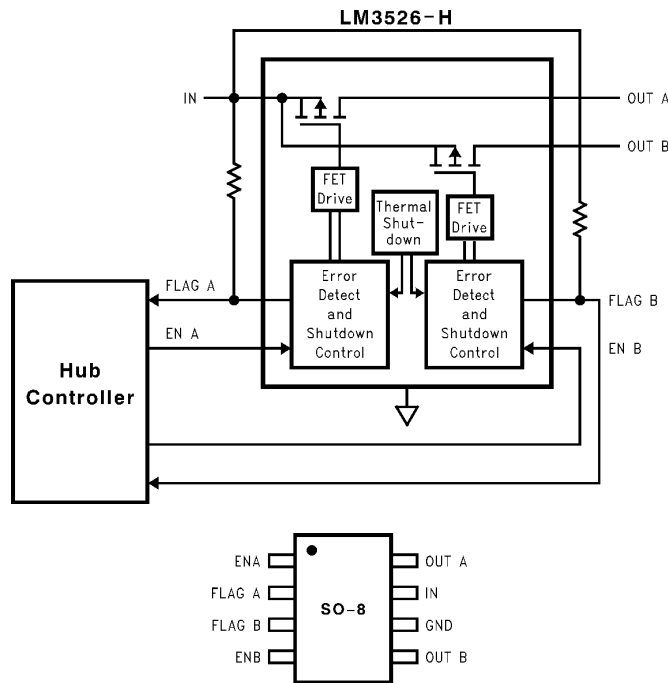 LM3526-H
IN
OUT A
OUT B
FET
Drive
Thermal
Shut-
down
FET
Drive
FLAG A
Error
Detect
and
Shutdown
Control
Error
Detect
and
Shutdown
Control
FLAG B
EN A
EN B
Hub
Controller
ENA
FLAG A
FLAG B
ENB
SO-8
OUT A
IN
GND
OUT B